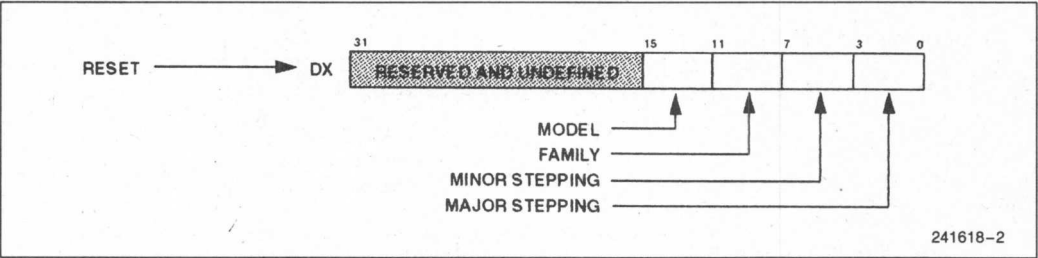 31 15 11 7 3 0
RESET DX RESERVED AND UNDEFINED
MODEL
FAMILY
MINOR STEPPING
MAJOR STEPPING
241618-2